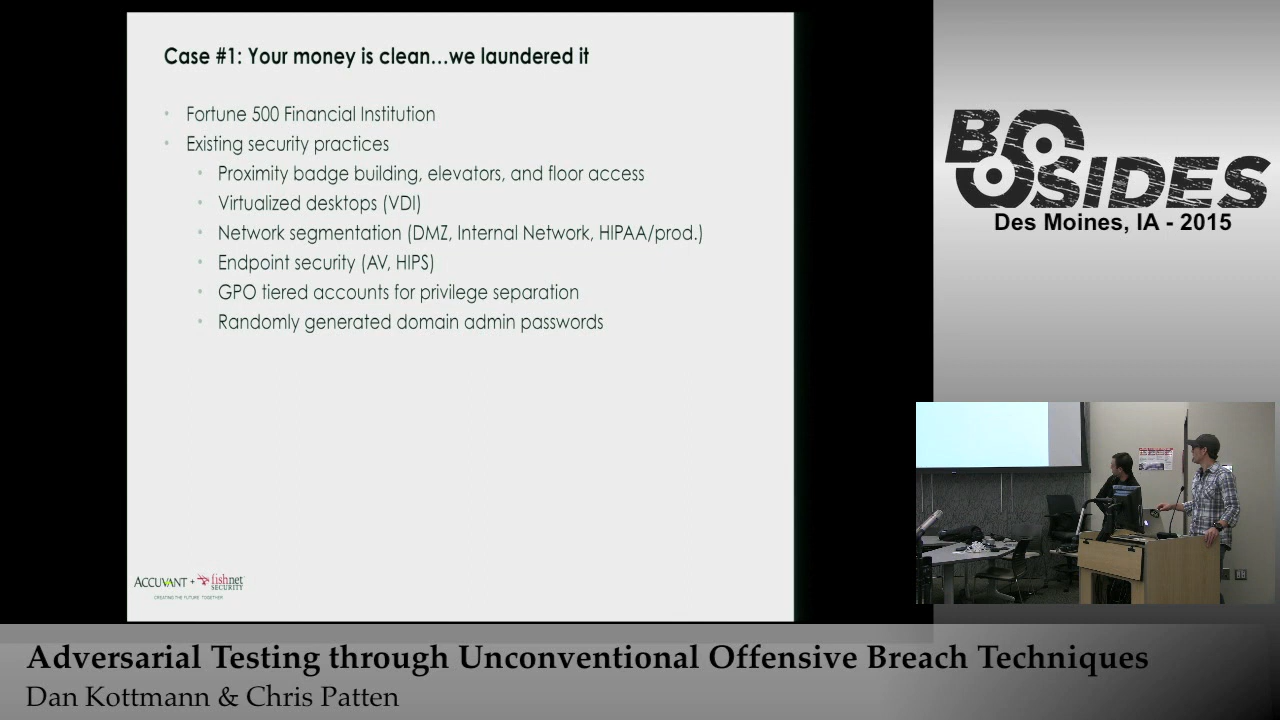 Case #1: Your money is clean…we laundered it
• Fortune 500 Financial Institution
• Existing security practices
• Proximity badge building, elevators, and floor access
• Virtualized desktops (VDI)
• Network segmentation (DMZ, Internal Network, HIPAA/prod.)
• Endpoint security (AV, HIPS)
• GPO tiered accounts for privilege separation
• Randomly generated domain admin passwords
ACCUVANT + fishnet
SECURITY
CREATING THE FUTURE TOGETHER
BSIDES
Des Moines, IA - 2015
Adversarial Testing through Unconventional Offensive Breach Techniques
Dan Kottmann & Chris Patten